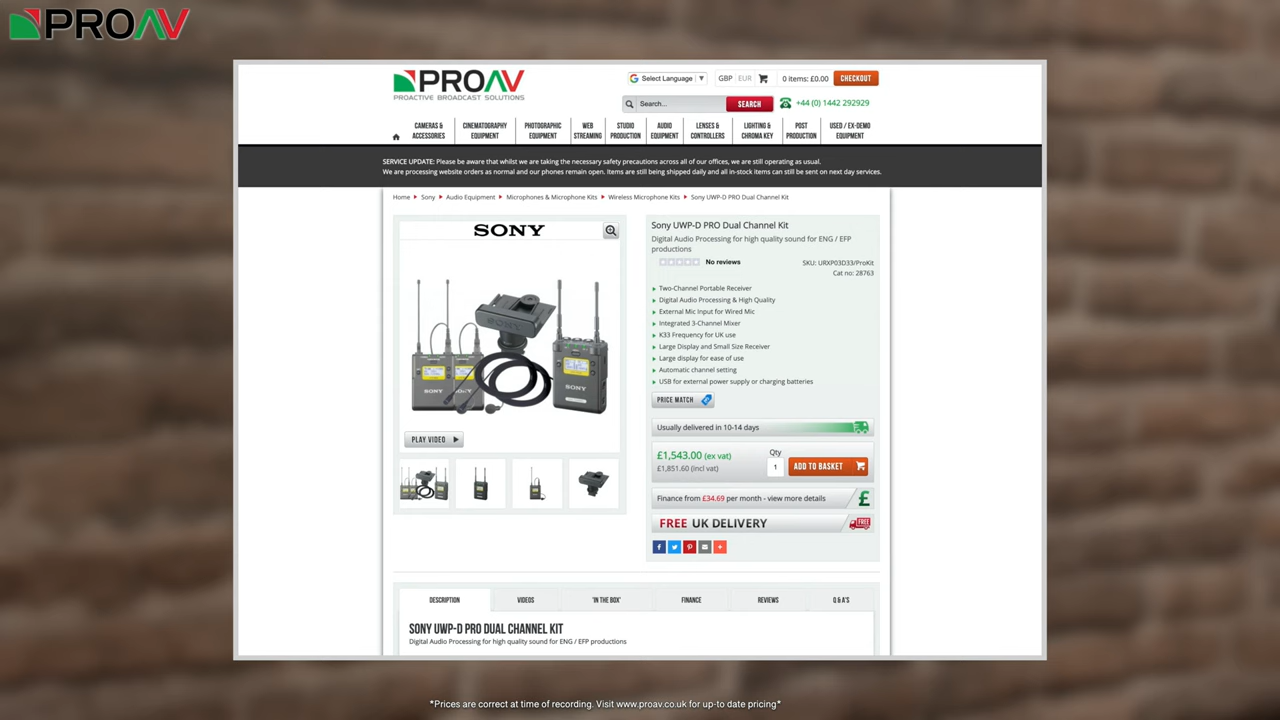 PROAV
PROAV
PROACTIVE BROADCAST SOLUTIONS
Select Language ▼
GBP EUR
0 items: £0.00
CHECKOUT
Search...
SEARCH
+44 (0) 1442 292929
CAMERAS & ACCESSORIES
CINEMATOGRAPHY EQUIPMENT
PHOTOGRAPHIC EQUIPMENT
WEB STREAMING
STUDIO PRODUCTION
AUDIO EQUIPMENT
LENSES & CONTROLLERS
LIGHTING & CHROMA KEY
POST PRODUCTION
USED / EX-DEMO EQUIPMENT
SERVICE UPDATE: Please be aware that whilst we are taking the necessary safety precautions across all of our offices, we are still operating as usual.
We are processing website orders as normal and our phones remain open. Items are still being shipped daily and all in-stock items can still be sent on next day services.
Home Sony Audio Equipment Microphones & Microphone Kits Wireless Microphone Kits Sony UWP-D PRO Dual Channel Kit
SONY
SONY
SONY
SONY
PLAY VIDEO
Sony UWP-D PRO Dual Channel Kit
Digital Audio Processing for high quality sound for ENG / EFP
productions
No reviews
SKU: URXP03D33/ProKit
Cat no: 28763
Two-Channel Portable Receiver
Digital Audio Processing & High Quality
External Mic Input for Wired Mic
Integrated 3-Channel Mixer
K33 Frequency for UK use
Large Display and Small Size Receiver
Large display for ease of use
Automatic channel setting
USB for external power supply or charging batteries
PRICE MATCH
Usually delivered in 10-14 days
£1,543.00 (ex vat)
£1,851.60 (incl vat)
Qty
1
ADD TO BASKET
Finance from £34.69 per month - view more details
£
FREE UK DELIVERY
FREE
DESCRIPTION
VIDEOS
'IN THE BOX'
FINANCE
REVIEWS
Q & A'S
SONY UWP-D PRO DUAL CHANNEL KIT
Digital Audio Processing for high quality sound for ENG / EFP productions
*Prices are correct at time of recording. Visit www.proav.co.uk for up-to date pricing*